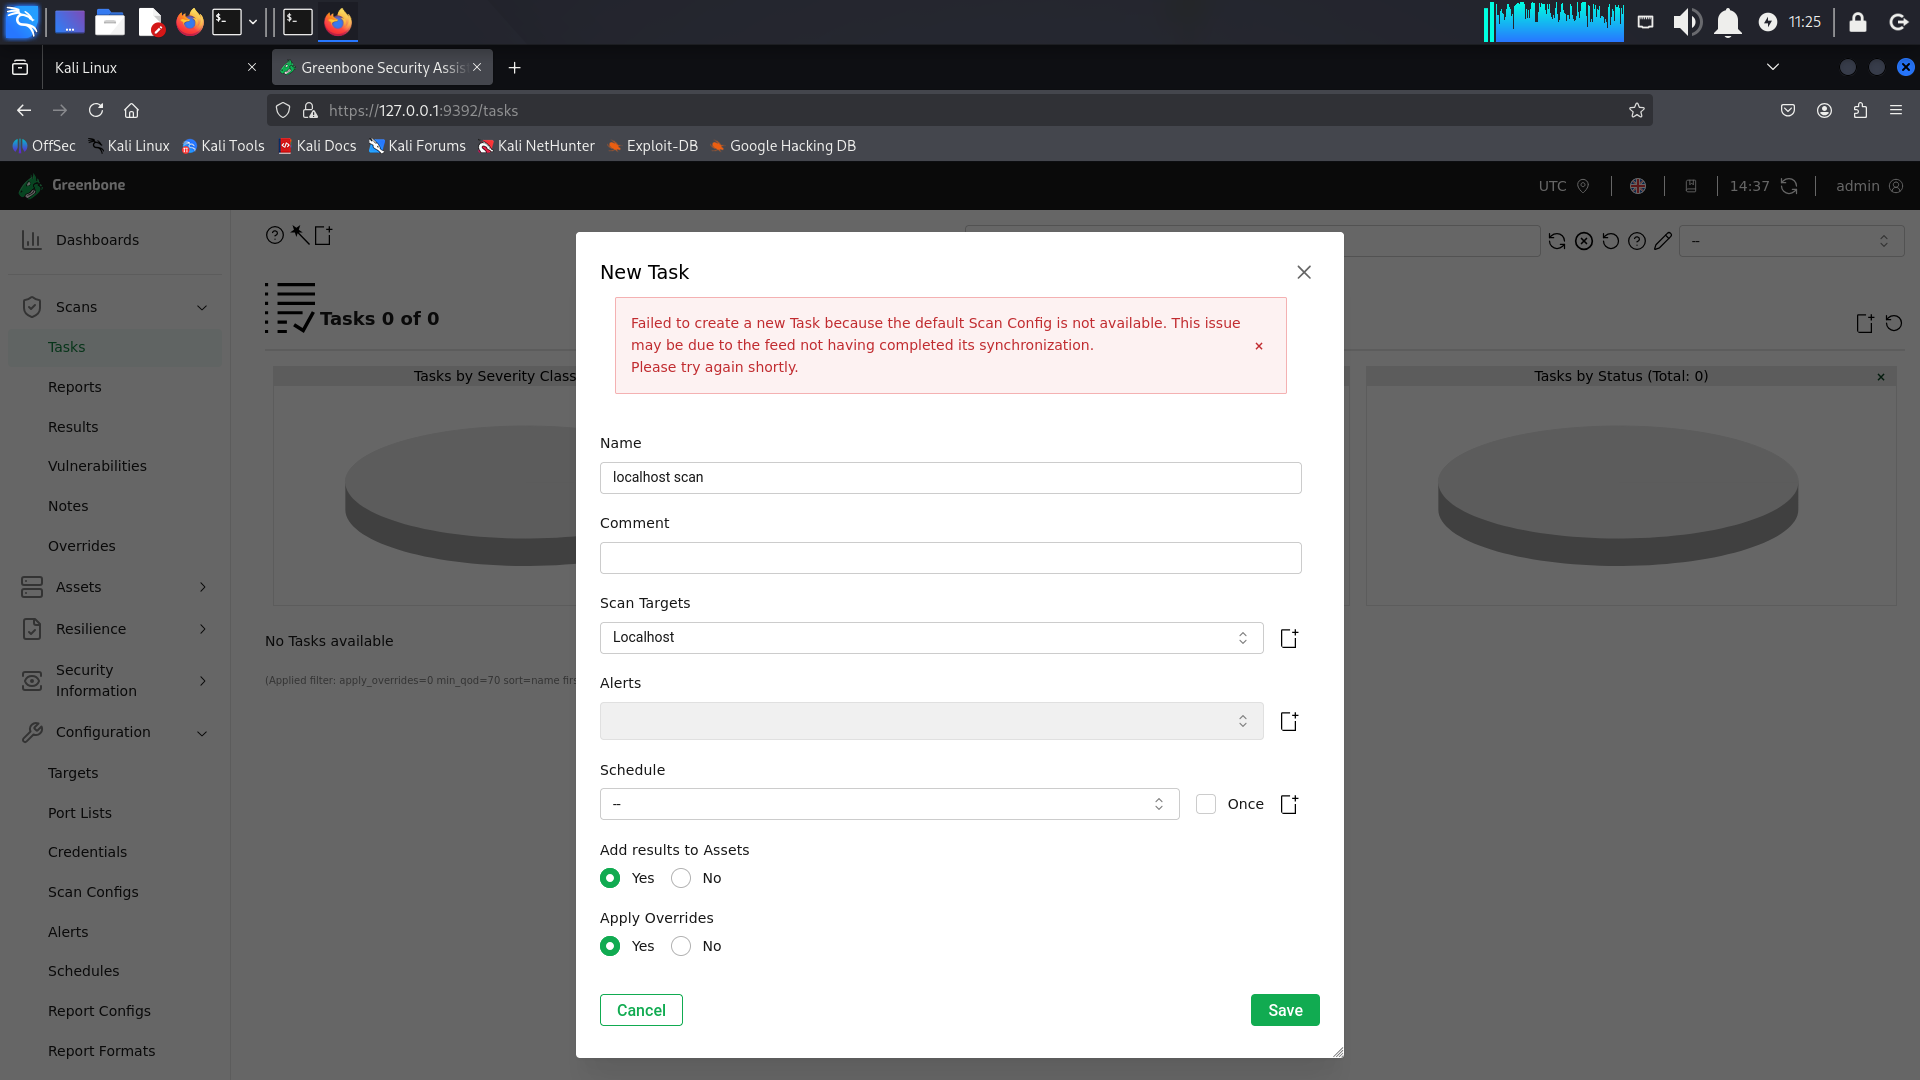 11:25
Kali Linux
Greenbone Security Assis
https://127.0.0.1:9392/tasks
OffSec Kali Linux Kali Tools Kali Docs Kali Forums Kali NetHunter Exploit-DB Google Hacking DB
Greenbone
UTC
14:37
admin
Dashboards
Scans
Tasks
Reports
Results
Vulnerabilities
Notes
Overrides
Assets
Resilience
Security
Information
Configuration
Targets
Port Lists
Credentials
Scan Configs
Alerts
Schedules
Report Configs
Report Formats
--
Tasks 0 of 0
Tasks by Severity Class
Tasks by Status (Total: 0)
No Tasks available
(Applied filter: apply_overrides=0 min_qod=70 sort=name firs
New Task
Failed to create a new Task because the default Scan Config is not available. This issue
may be due to the feed not having completed its synchronization.
Please try again shortly.
Name
localhost scan
Comment
Scan Targets
Localhost
Alerts
Schedule
--
Once
Add results to Assets
Yes No
Apply Overrides
Yes No
Cancel
Save